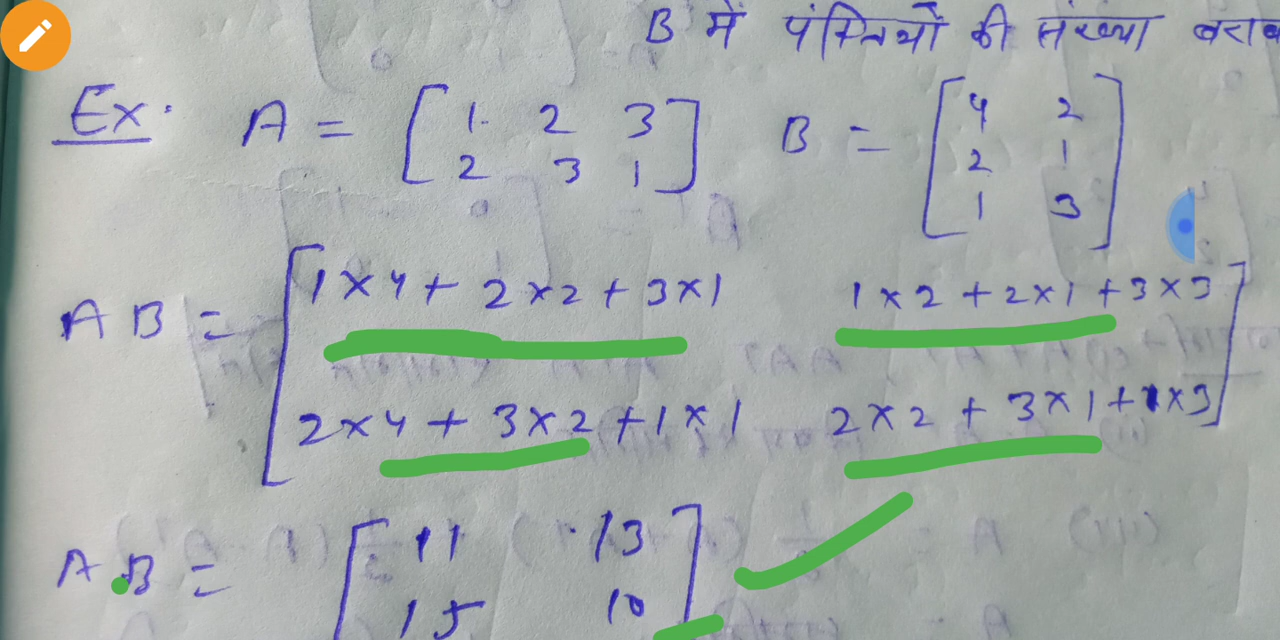 B में पंक्तियों की संख्या बराब
Ex. A = [ 1 2 3 B = [ 4 2
2 3 1 ] 2 1
1 3 ]
AB = [ 1×4 + 2×2 + 3×1 1×2 + 2×1 + 3×3
2×4 + 3×2 + 1×1 2×2 + 3×1 + 1×3 ]
AB = [ 11 13
15 10 ]